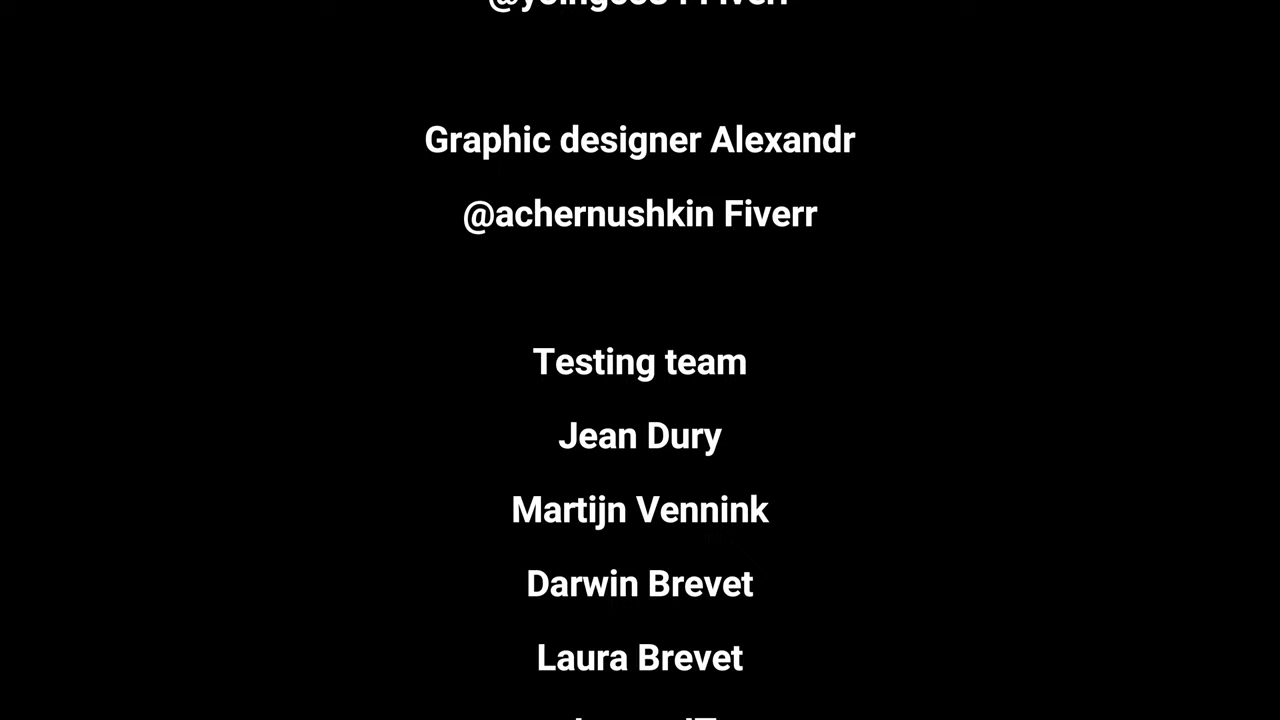 Graphic designer Alexandr
@achernushkin Fiverr
Testing team
Jean Dury
Martijn Vennink
Darwin Brevet
Laura Brevet